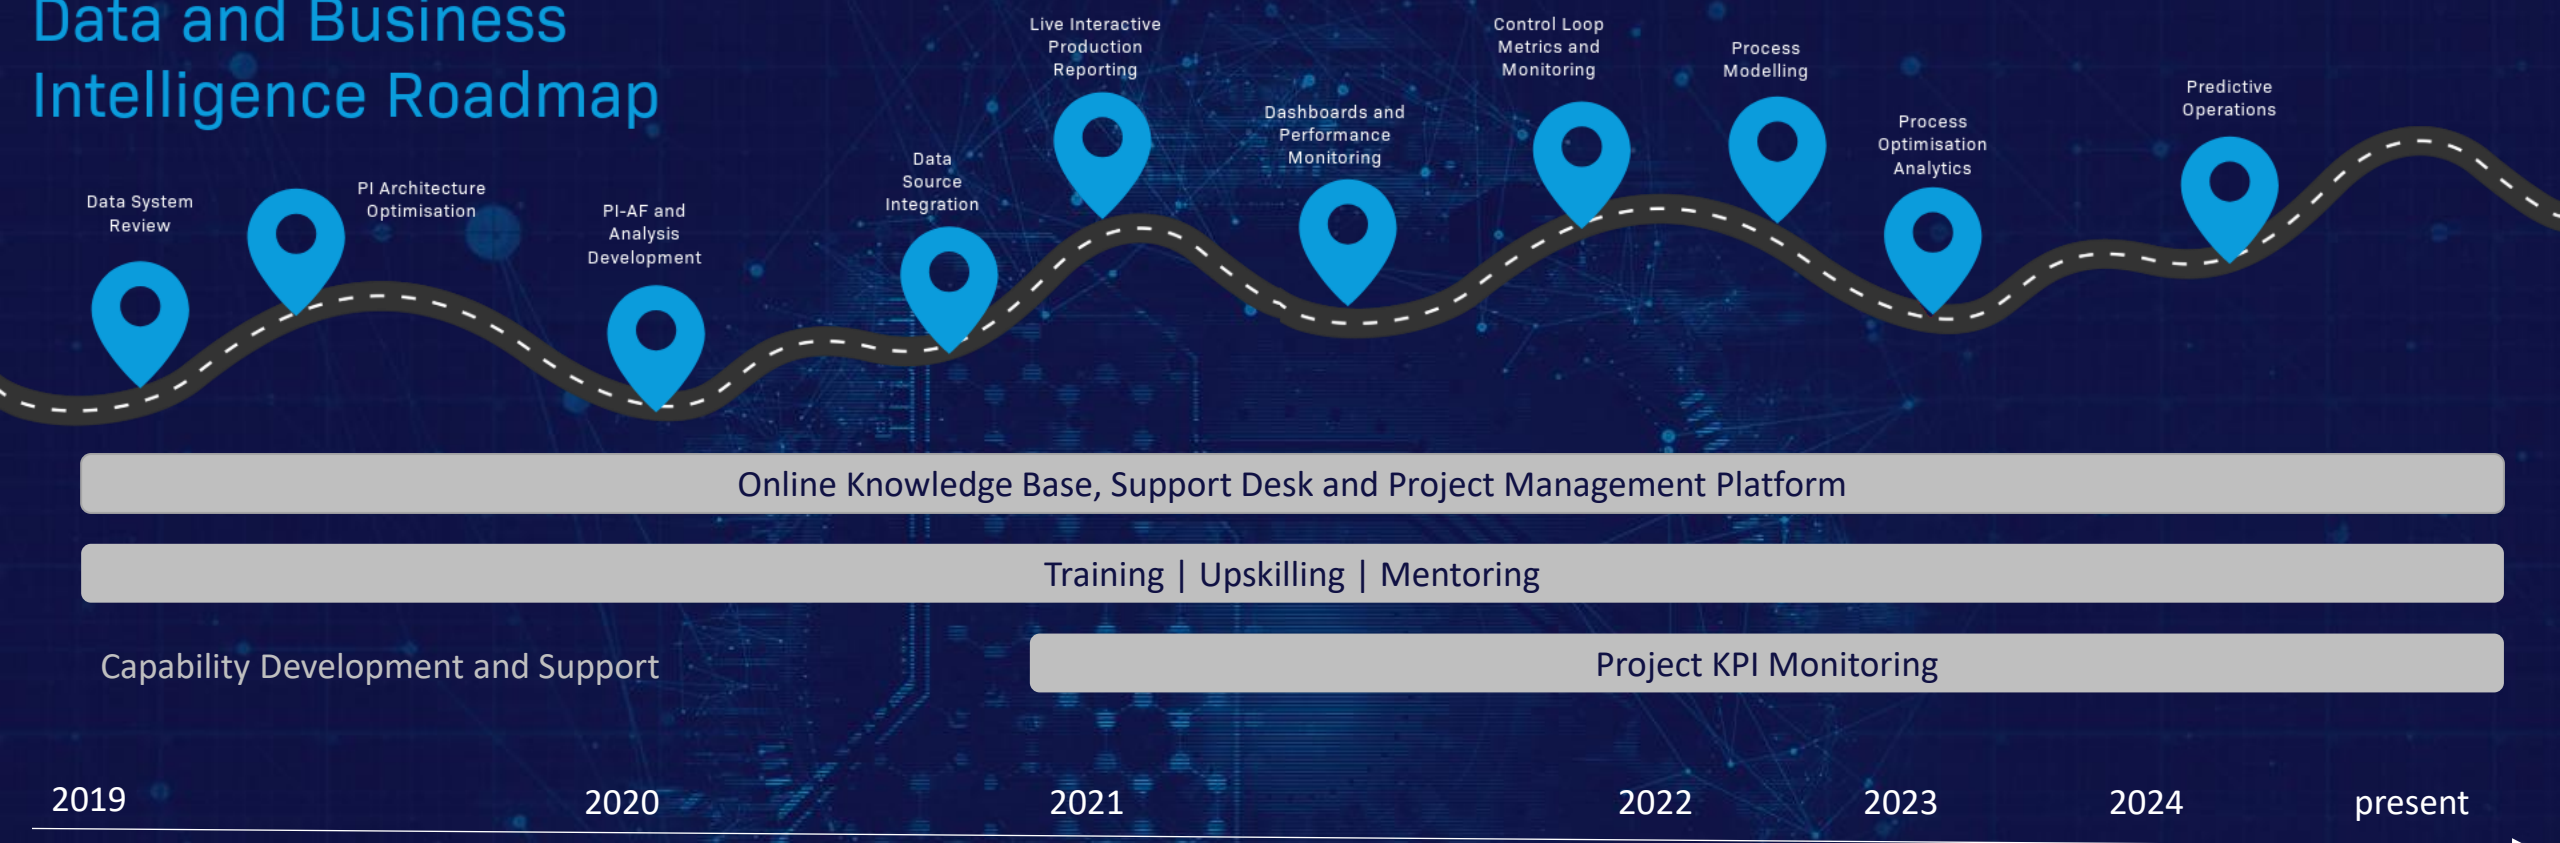 Data and Business
Intelligence Roadmap
Data System
Review
PI Architecture
Optimisation
PI-AF and
Analysis
Development
Data
Source
Integration
Live Interactive
Production
Reporting
Dashboards and
Performance
Monitoring
Control Loop
Metrics and
Monitoring
Process
Modelling
Process
Optimisation
Analytics
Predictive
Operations
Online Knowledge Base, Support Desk and Project Management Platform
Training | Upskilling | Mentoring
Capability Development and Support
Project KPI Monitoring
2019
2020
2021
2022
2023
2024
present